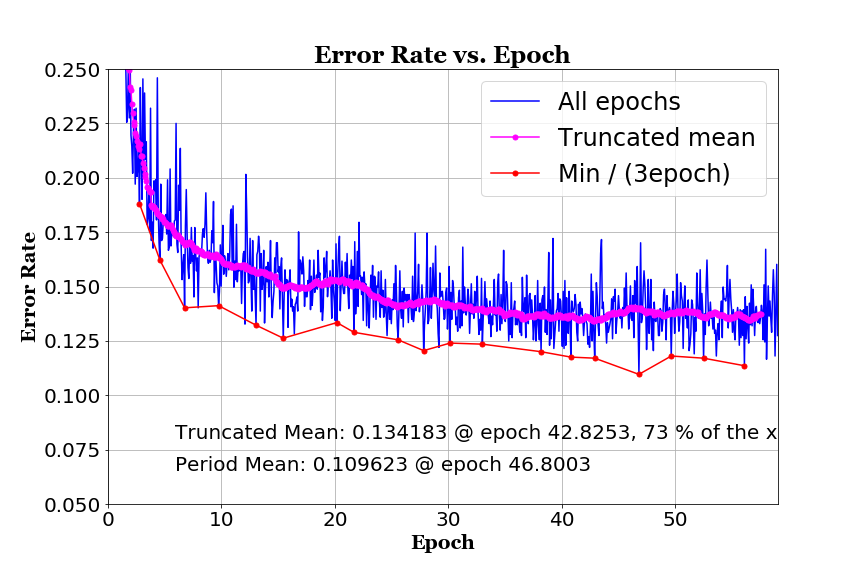 Error Rate vs. Epoch
0.250
0.225
0.200
0.175
0.150
0.125
0.100
0.075
0.050
Error Rate
All epochs
Truncated mean
Min / (3epoch)
Truncated Mean: 0.134183 @ epoch 42.8253, 73 % of the x
Period Mean: 0.109623 @ epoch 46.8003
0 10 20 30 40 50
Epoch